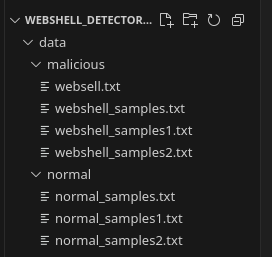 WEBSHELL_DETECTOR...
data
malicious
websell.txt
webshell_samples.txt
webshell_samples1.txt
webshell_samples2.txt
normal
normal_samples.txt
normal_samples1.txt
normal_samples2.txt